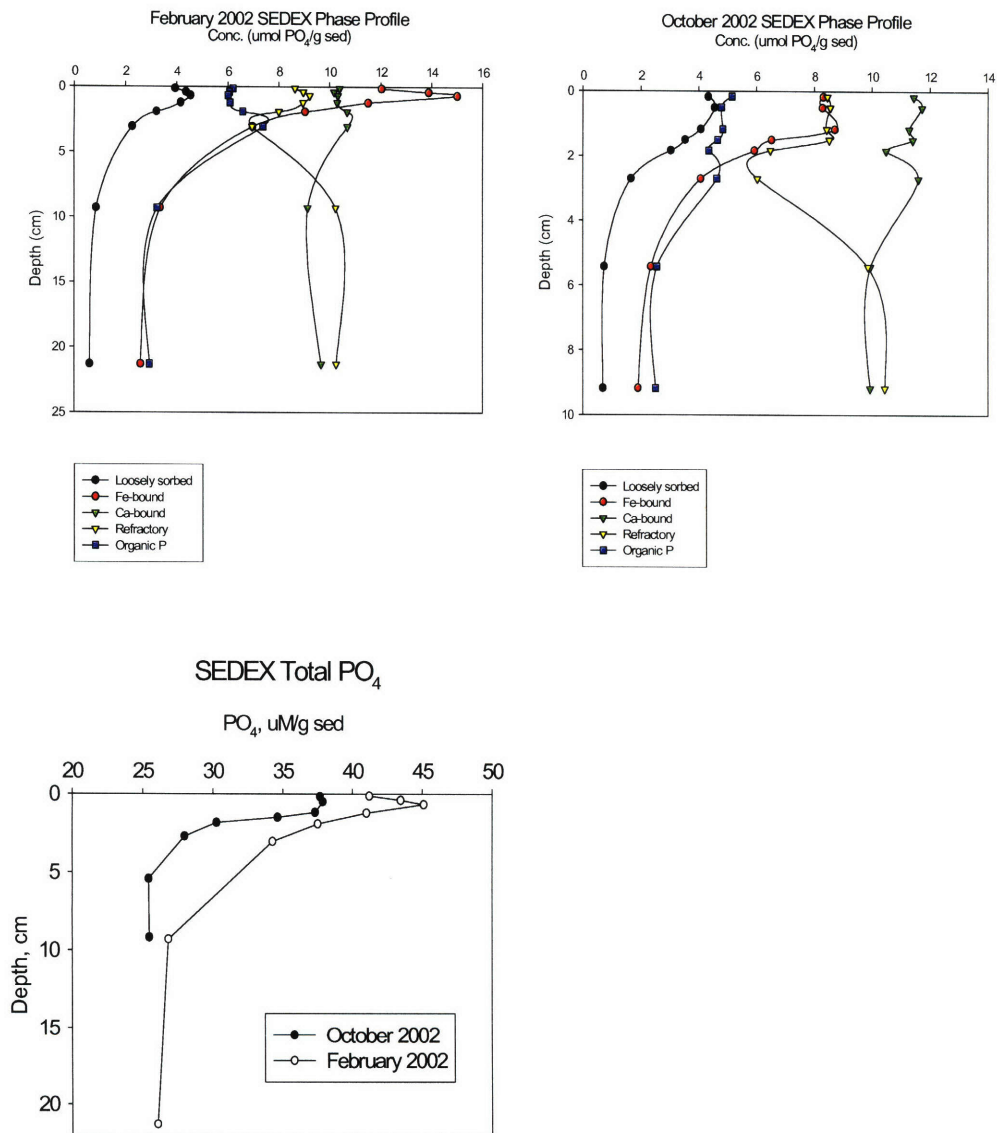 February 2002 SEDEX Phase Profile
Conc. (umol PO4/g sed)
0 2 4 6 8 10 12 14 16
0
5
10
15
20
25
Depth (cm)
Loosely sorbed
Fe-bound
Ca-bound
Refractory
Organic P
October 2002 SEDEX Phase Profile
Conc. (umol PO4/g sed)
0 2 4 6 8 10 12 14
0
2
4
6
8
10
Depth (cm)
Loosely sorbed
Fe-bound
Ca-bound
Refractory
Organic P
SEDEX Total PO4
PO4, uM/g sed
20 25 30 35 40 45 50
0
5
10
15
20
Depth, cm
October 2002
February 2002